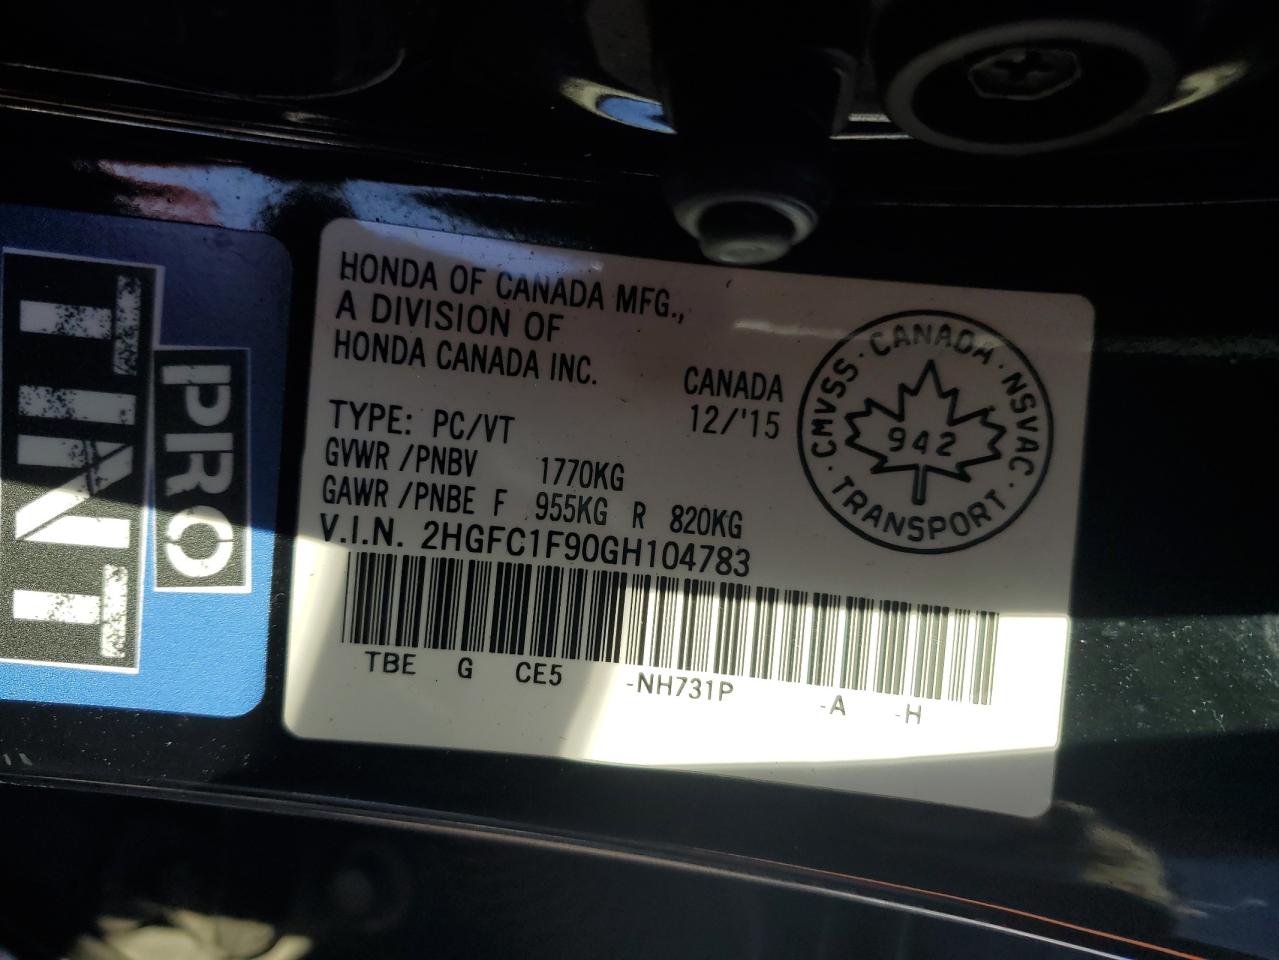 HONDA OF CANADA MFG.,
A DIVISION OF
HONDA CANADA INC.
CANADA
12/'15
TYPE: PC/VT
GVWR /PNBV 1770KG
GAWR /PNBE F 955KG R 820KG
V.I.N. 2HGFC1F90GH104783
TBE G CE5 -NH731P -A -H
CMVSS · CANADA · NSVAC · TRANSPORT ·
942
TINT
PRO